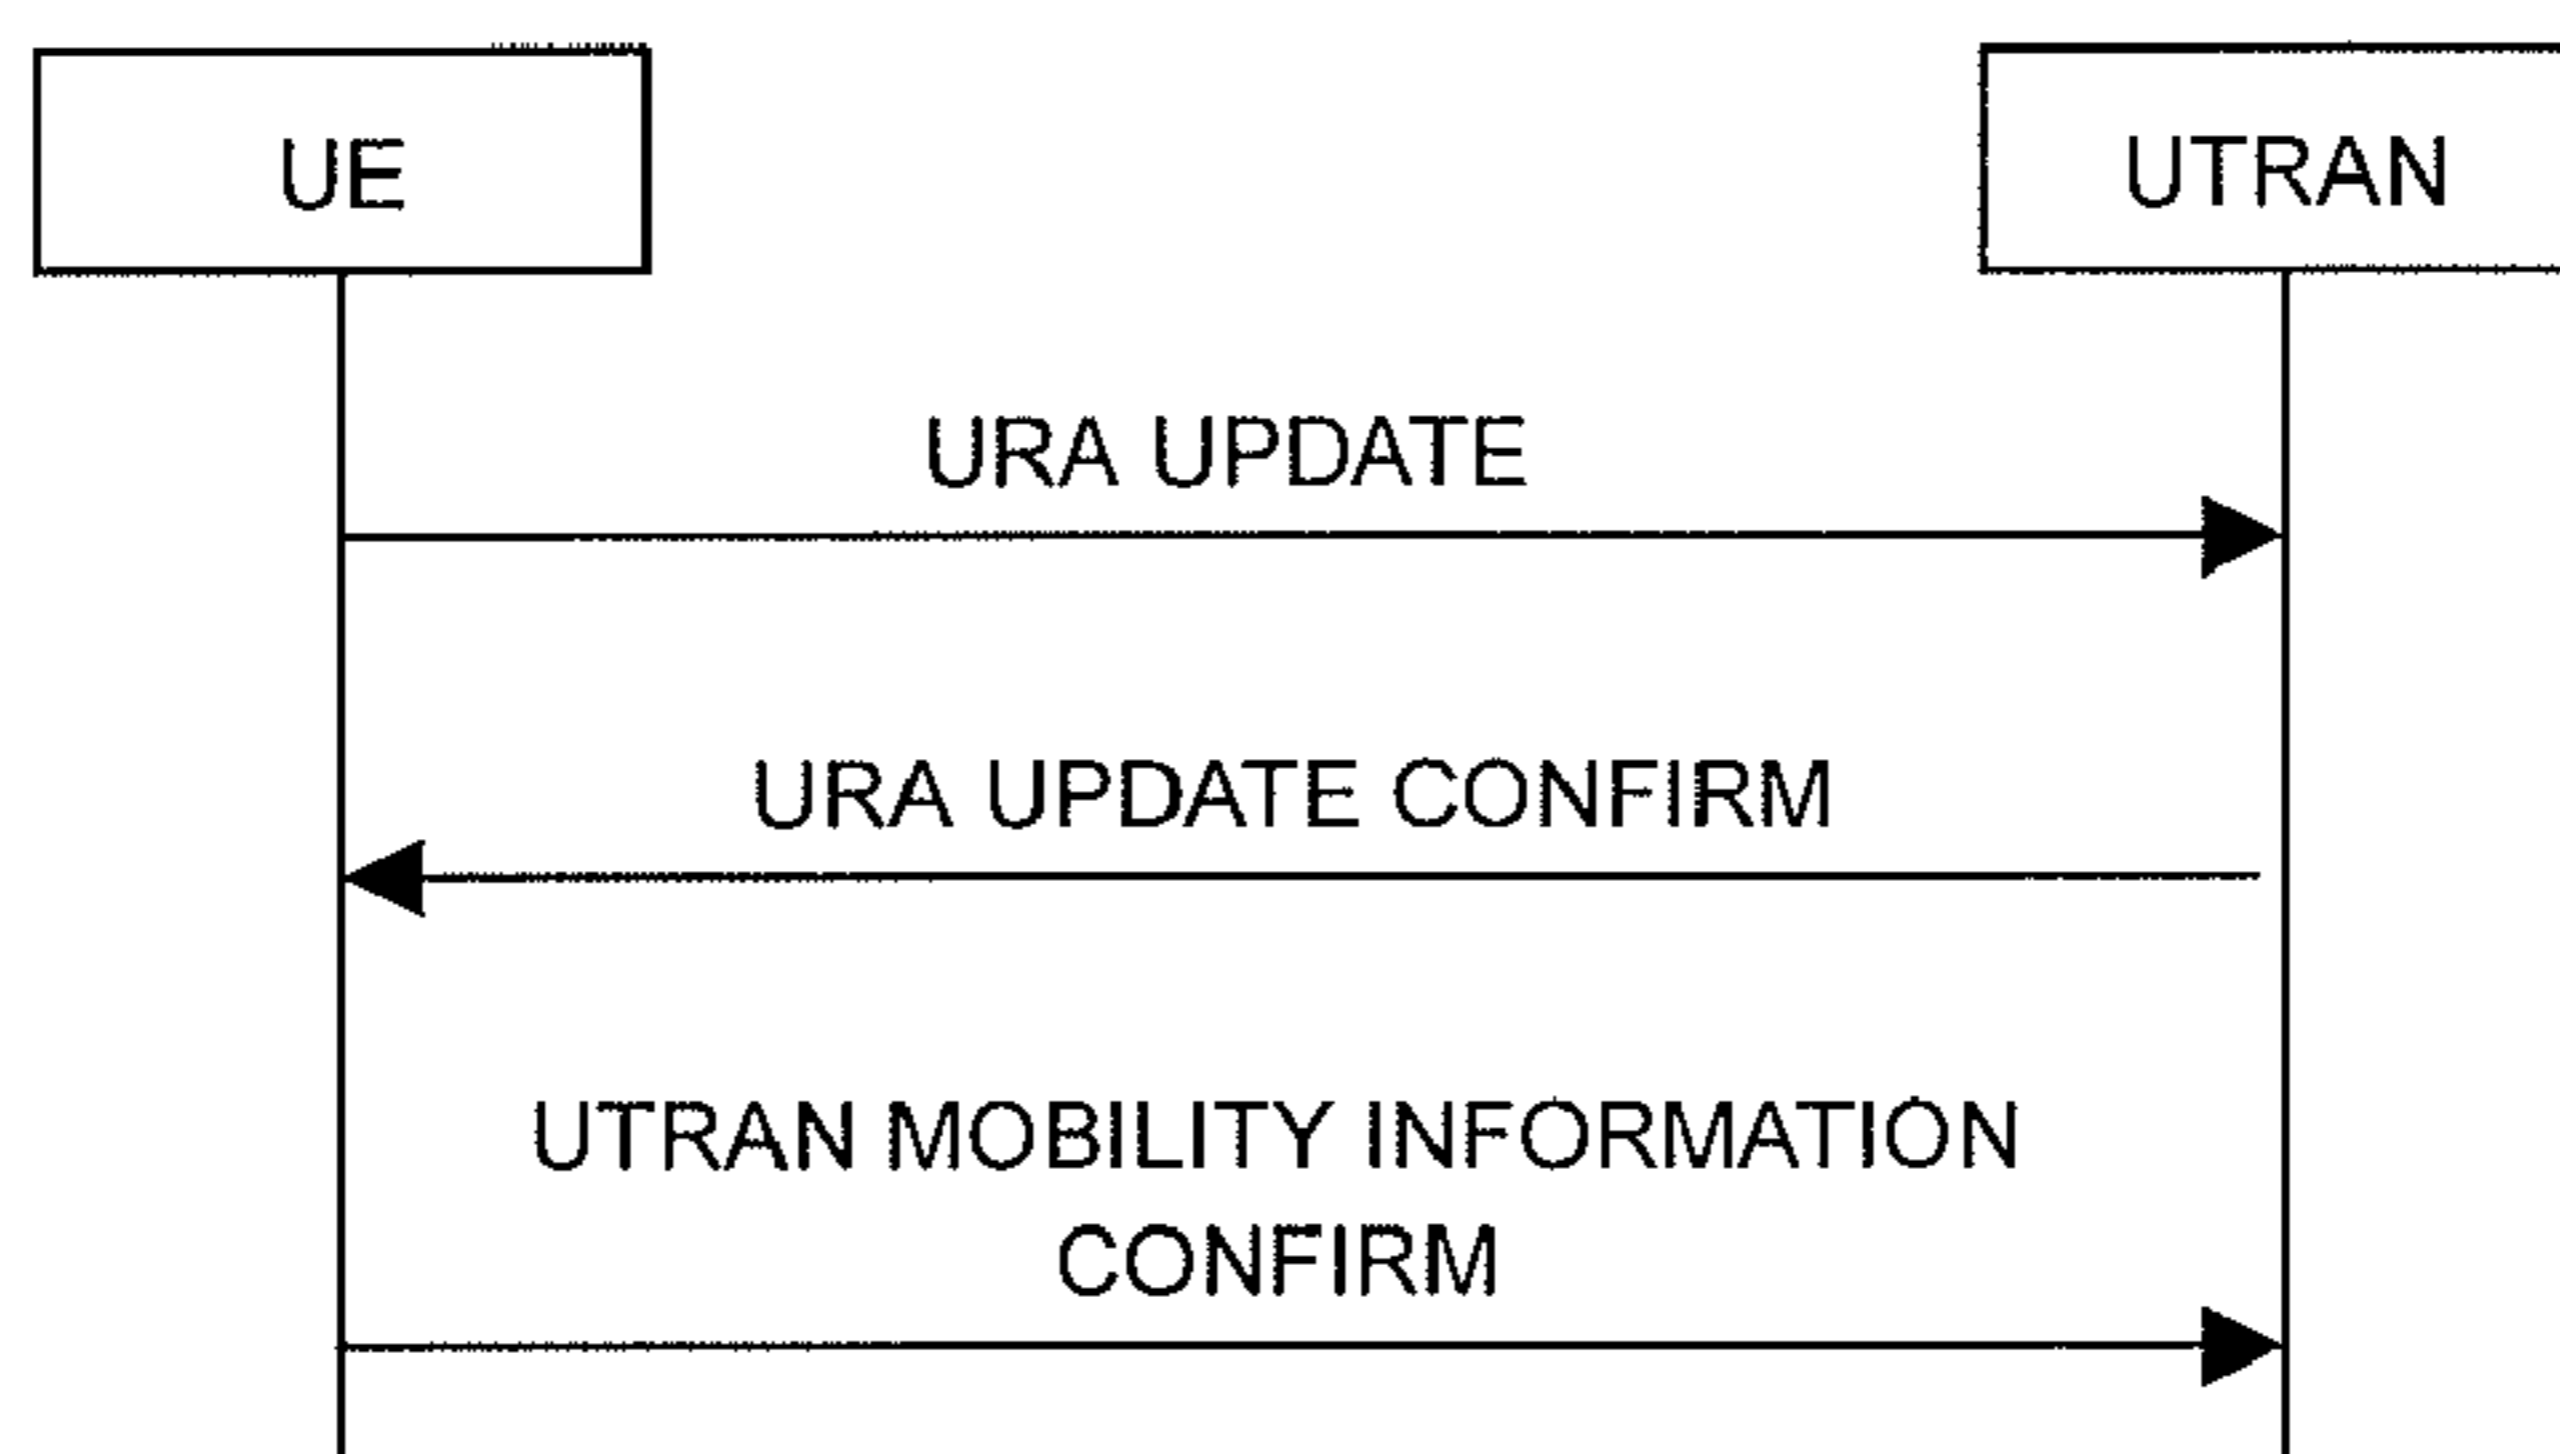 UE
UTRAN
URA UPDATE
URA UPDATE CONFIRM
UTRAN MOBILITY INFORMATION
CONFIRM